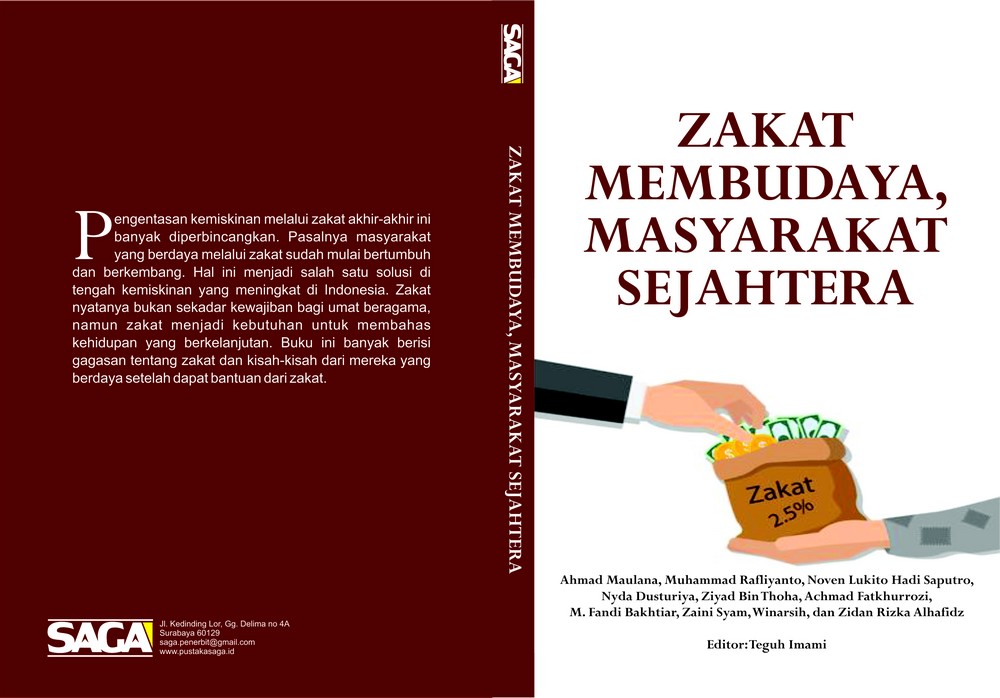 Pengentasan kemiskinan melalui zakat akhir-akhir ini
banyak diperbincangkan. Pasalnya masyarakat
yang berdaya melalui zakat sudah mulai bertumbuh
dan berkembang. Hal ini menjadi salah satu solusi di
tengah kemiskinan yang meningkat di Indonesia. Zakat
nyatanya bukan sekadar kewajiban bagi umat beragama,
namun zakat menjadi kebutuhan untuk membahas
kehidupan yang berkelanjutan. Buku ini banyak berisi
gagasan tentang zakat dan kisah-kisah dari mereka yang
berdaya setelah dapat bantuan dari zakat.
SAGA
Jl. Kedinding Lor, Gg. Delima no 4A
Surabaya 60129
saga.penerbit@gmail.com
www.pustakasaga.id
SAGA
ZAKAT MEMBUDAYA, MASYARAKAT SEJAHTERA
ZAKAT
MEMBUDAYA,
MASYARAKAT
SEJAHTERA
Zakat
2.5%
Ahmad Maulana, Muhammad Rafliyanto, Noven Lukito Hadi Saputro,
Nyda Dusturiya, Ziyad Bin Thoha, Achmad Fatkhurrozi,
M. Fandi Bakhtiar, Zaini Syam, Winarsih, dan Zidan Rizka Alhafidz
Editor: Teguh Imami